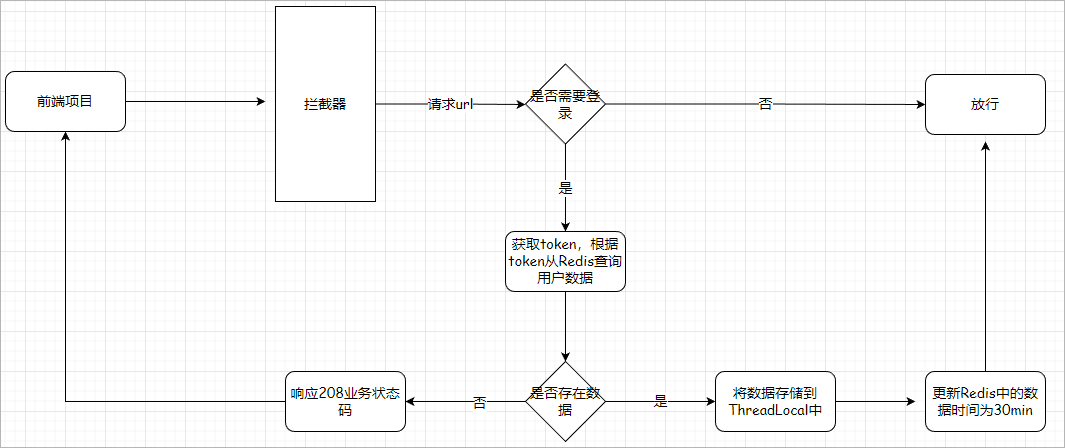 前端项目
拦截器
请求url
是否需要登
录
否
放行
是
获取token，根据
token从Redis查询
用户数据
响应208业务状态
码
否
是否存在数
据
是
将数据存储到
ThreadLocal中
更新Redis中的数
据时间为30min